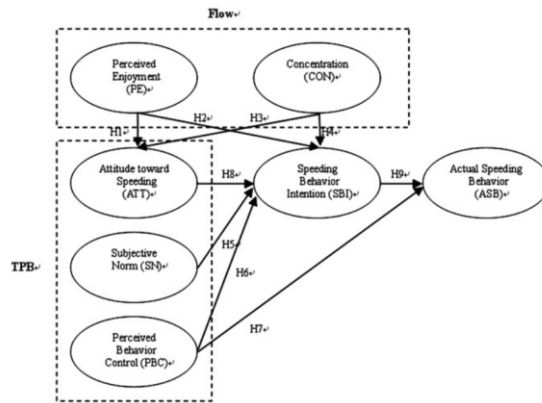 Flow
Perceived
Enjoyment
(PE)
Concentration
(CON)
H1
H2
H3
H4
Attitude toward
Speeding
(ATT)
H8
Speeding
Behavior
Intention (SBI)
H9
Actual Speeding
Behavior
(ASB)
H5
TPB
Subjective
Norm (SN)
H6
H7
Perceived
Behavior
Control (PBC)